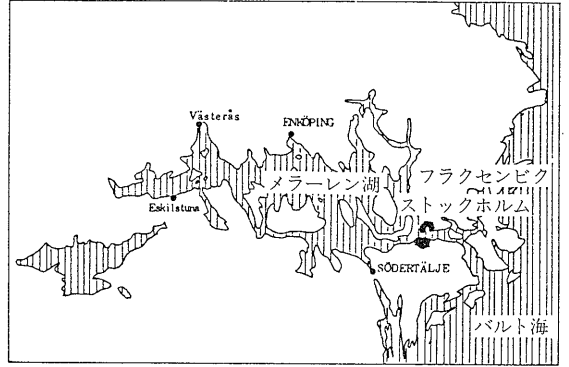 Västerås
ENKÖPING
メラーレン湖
フラクセンビク
ストックホルム
Eskilstuna
SÖDERTÄLJE
バルト海